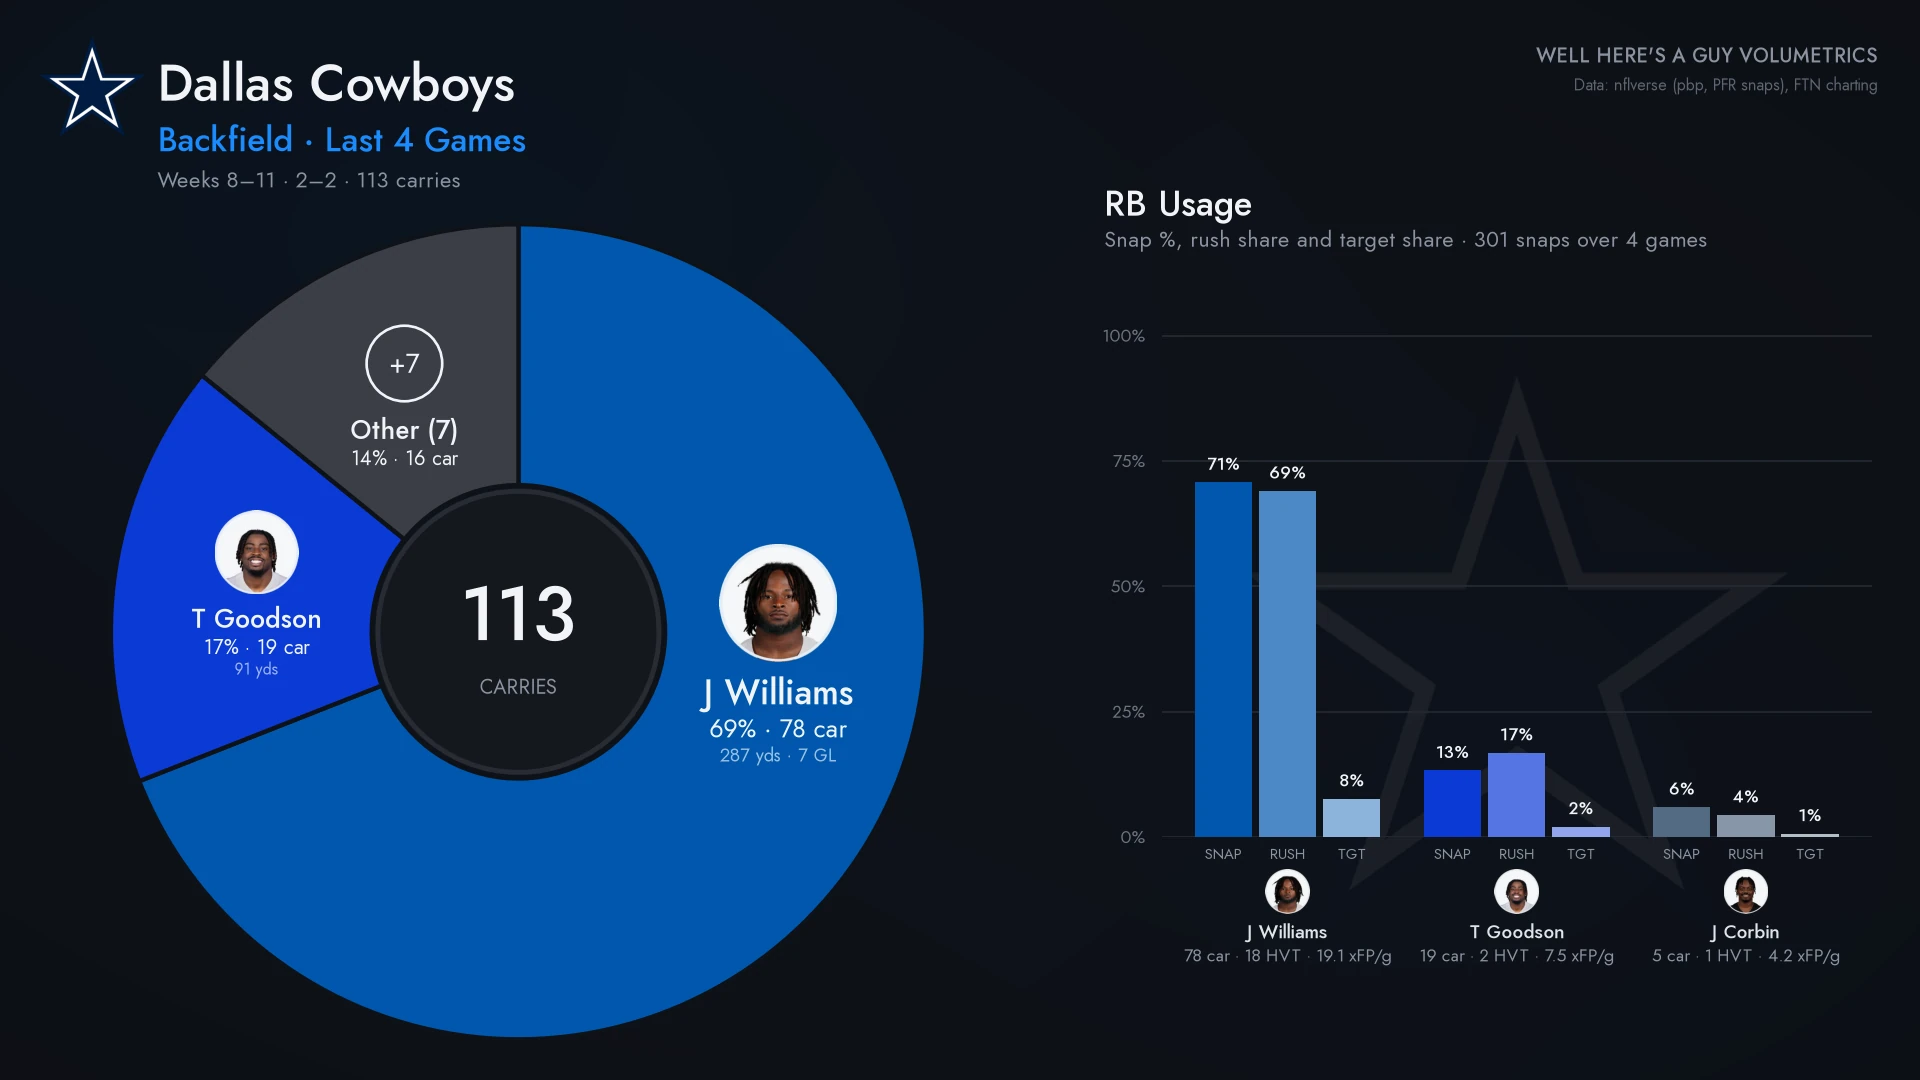 Dallas Cowboys
Backfield · Last 4 Games
Weeks 8–11 · 2–2 · 113 carries
WELL HERE'S A GUY VOLUMETRICS
Data: nflverse (pbp, PFR snaps), FTN charting
+7
Other (7)
14% · 16 car
T Goodson
17% · 19 car
91 yds
113
CARRIES
J Williams
69% · 78 car
287 yds · 7 GL
RB Usage
Snap %, rush share and target share · 301 snaps over 4 games
100%
75%
50%
25%
0%
71% 69% 8% 13% 17% 2% 6% 4% 1%
SNAP RUSH TGT SNAP RUSH TGT SNAP RUSH TGT
J Williams T Goodson J Corbin
78 car · 18 HVT · 19.1 xFP/g 19 car · 2 HVT · 7.5 xFP/g 5 car · 1 HVT · 4.2 xFP/g